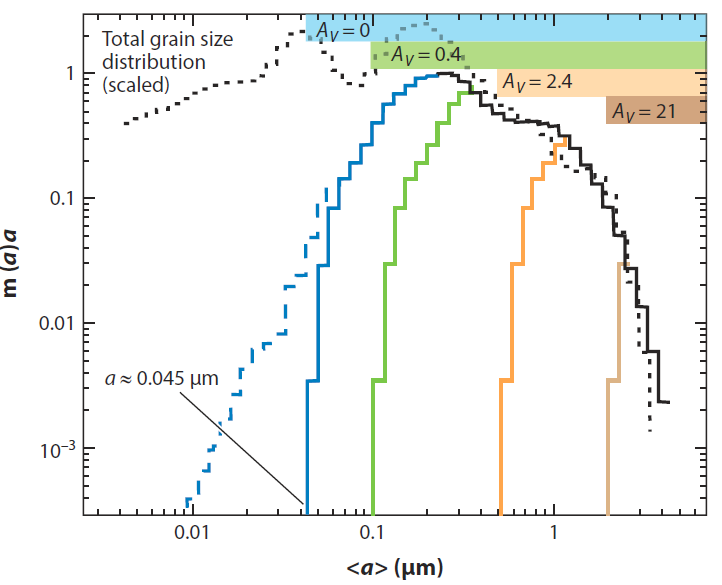 Total grain size
distribution
(scaled)
A_V = 0
A_V = 0.4
A_V = 2.4
A_V = 21
1
0.1
0.01
10⁻³
m (a) a
a ≈ 0.045 µm
0.01
0.1
1
<a> (µm)